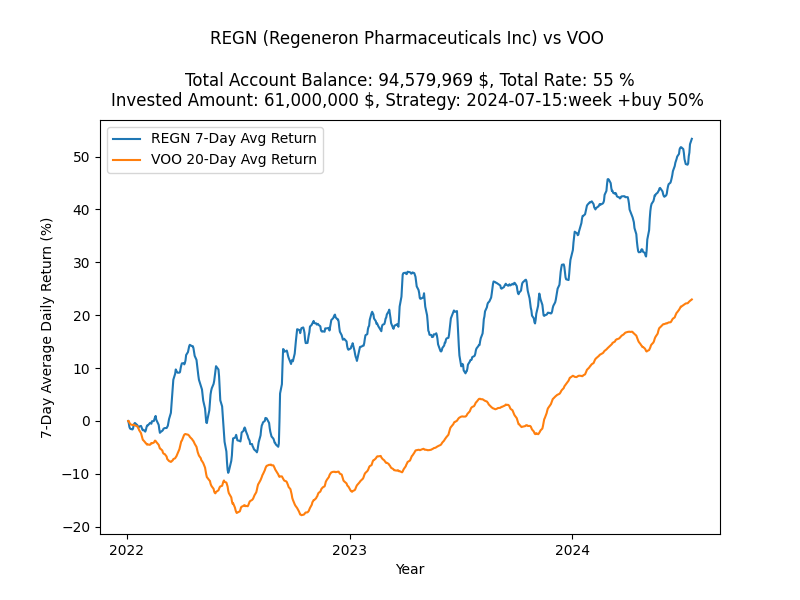 REGN (Regeneron Pharmaceuticals Inc) vs VOO
Total Account Balance: 94,579,969 $, Total Rate: 55 %
Invested Amount: 61,000,000 $, Strategy: 2024-07-15:week +buy 50%
REGN 7-Day Avg Return
VOO 20-Day Avg Return
7-Day Average Daily Return (%)
50
40
30
20
10
0
−10
−20
2022
2023
2024
Year